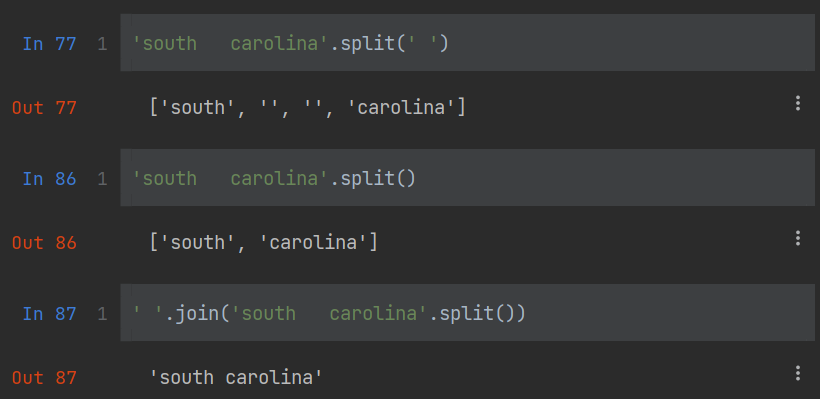 In 77 1 'south   carolina'.split(' ')
Out 77 ['south', '', '', 'carolina']
In 86 1 'south   carolina'.split()
Out 86 ['south', 'carolina']
In 87 1 ' '.join('south   carolina'.split())
Out 87 'south carolina'